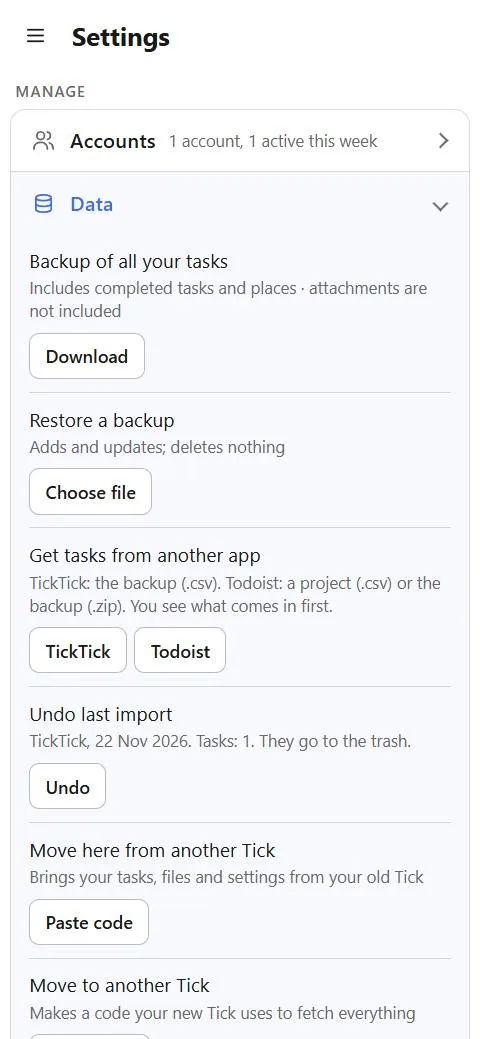 Settings
MANAGE
Accounts 1 account, 1 active this week
Data
Backup of all your tasks
Includes completed tasks and places · attachments are
not included
Download
Restore a backup
Adds and updates; deletes nothing
Choose file
Get tasks from another app
TickTick: the backup (.csv). Todoist: a project (.csv) or the
backup (.zip). You see what comes in first.
TickTick Todoist
Undo last import
TickTick, 22 Nov 2026. Tasks: 1. They go to the trash.
Undo
Move here from another Tick
Brings your tasks, files and settings from your old Tick
Paste code
Move to another Tick
Makes a code your new Tick uses to fetch everything